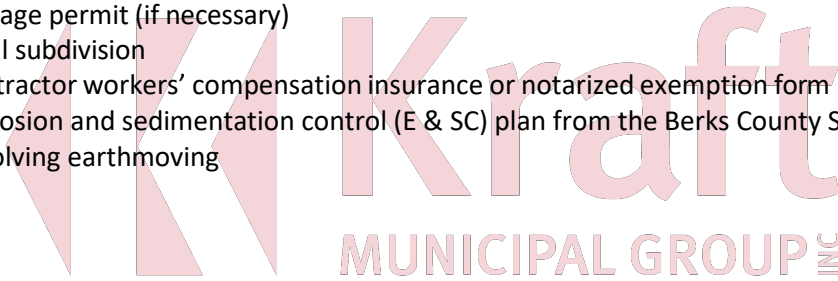 age permit (if necessary)
l subdivision
tractor workers' compensation insurance or notarized exemption form
osion and sedimentation control (E & SC) plan from the Berks County S
olving earthmoving
Kraft
MUNICIPAL GROUP INC